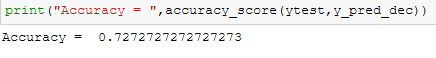 print("Accuracy = ",accuracy_score(ytest,y_pred_dec))
Accuracy =  0.7272727272727273